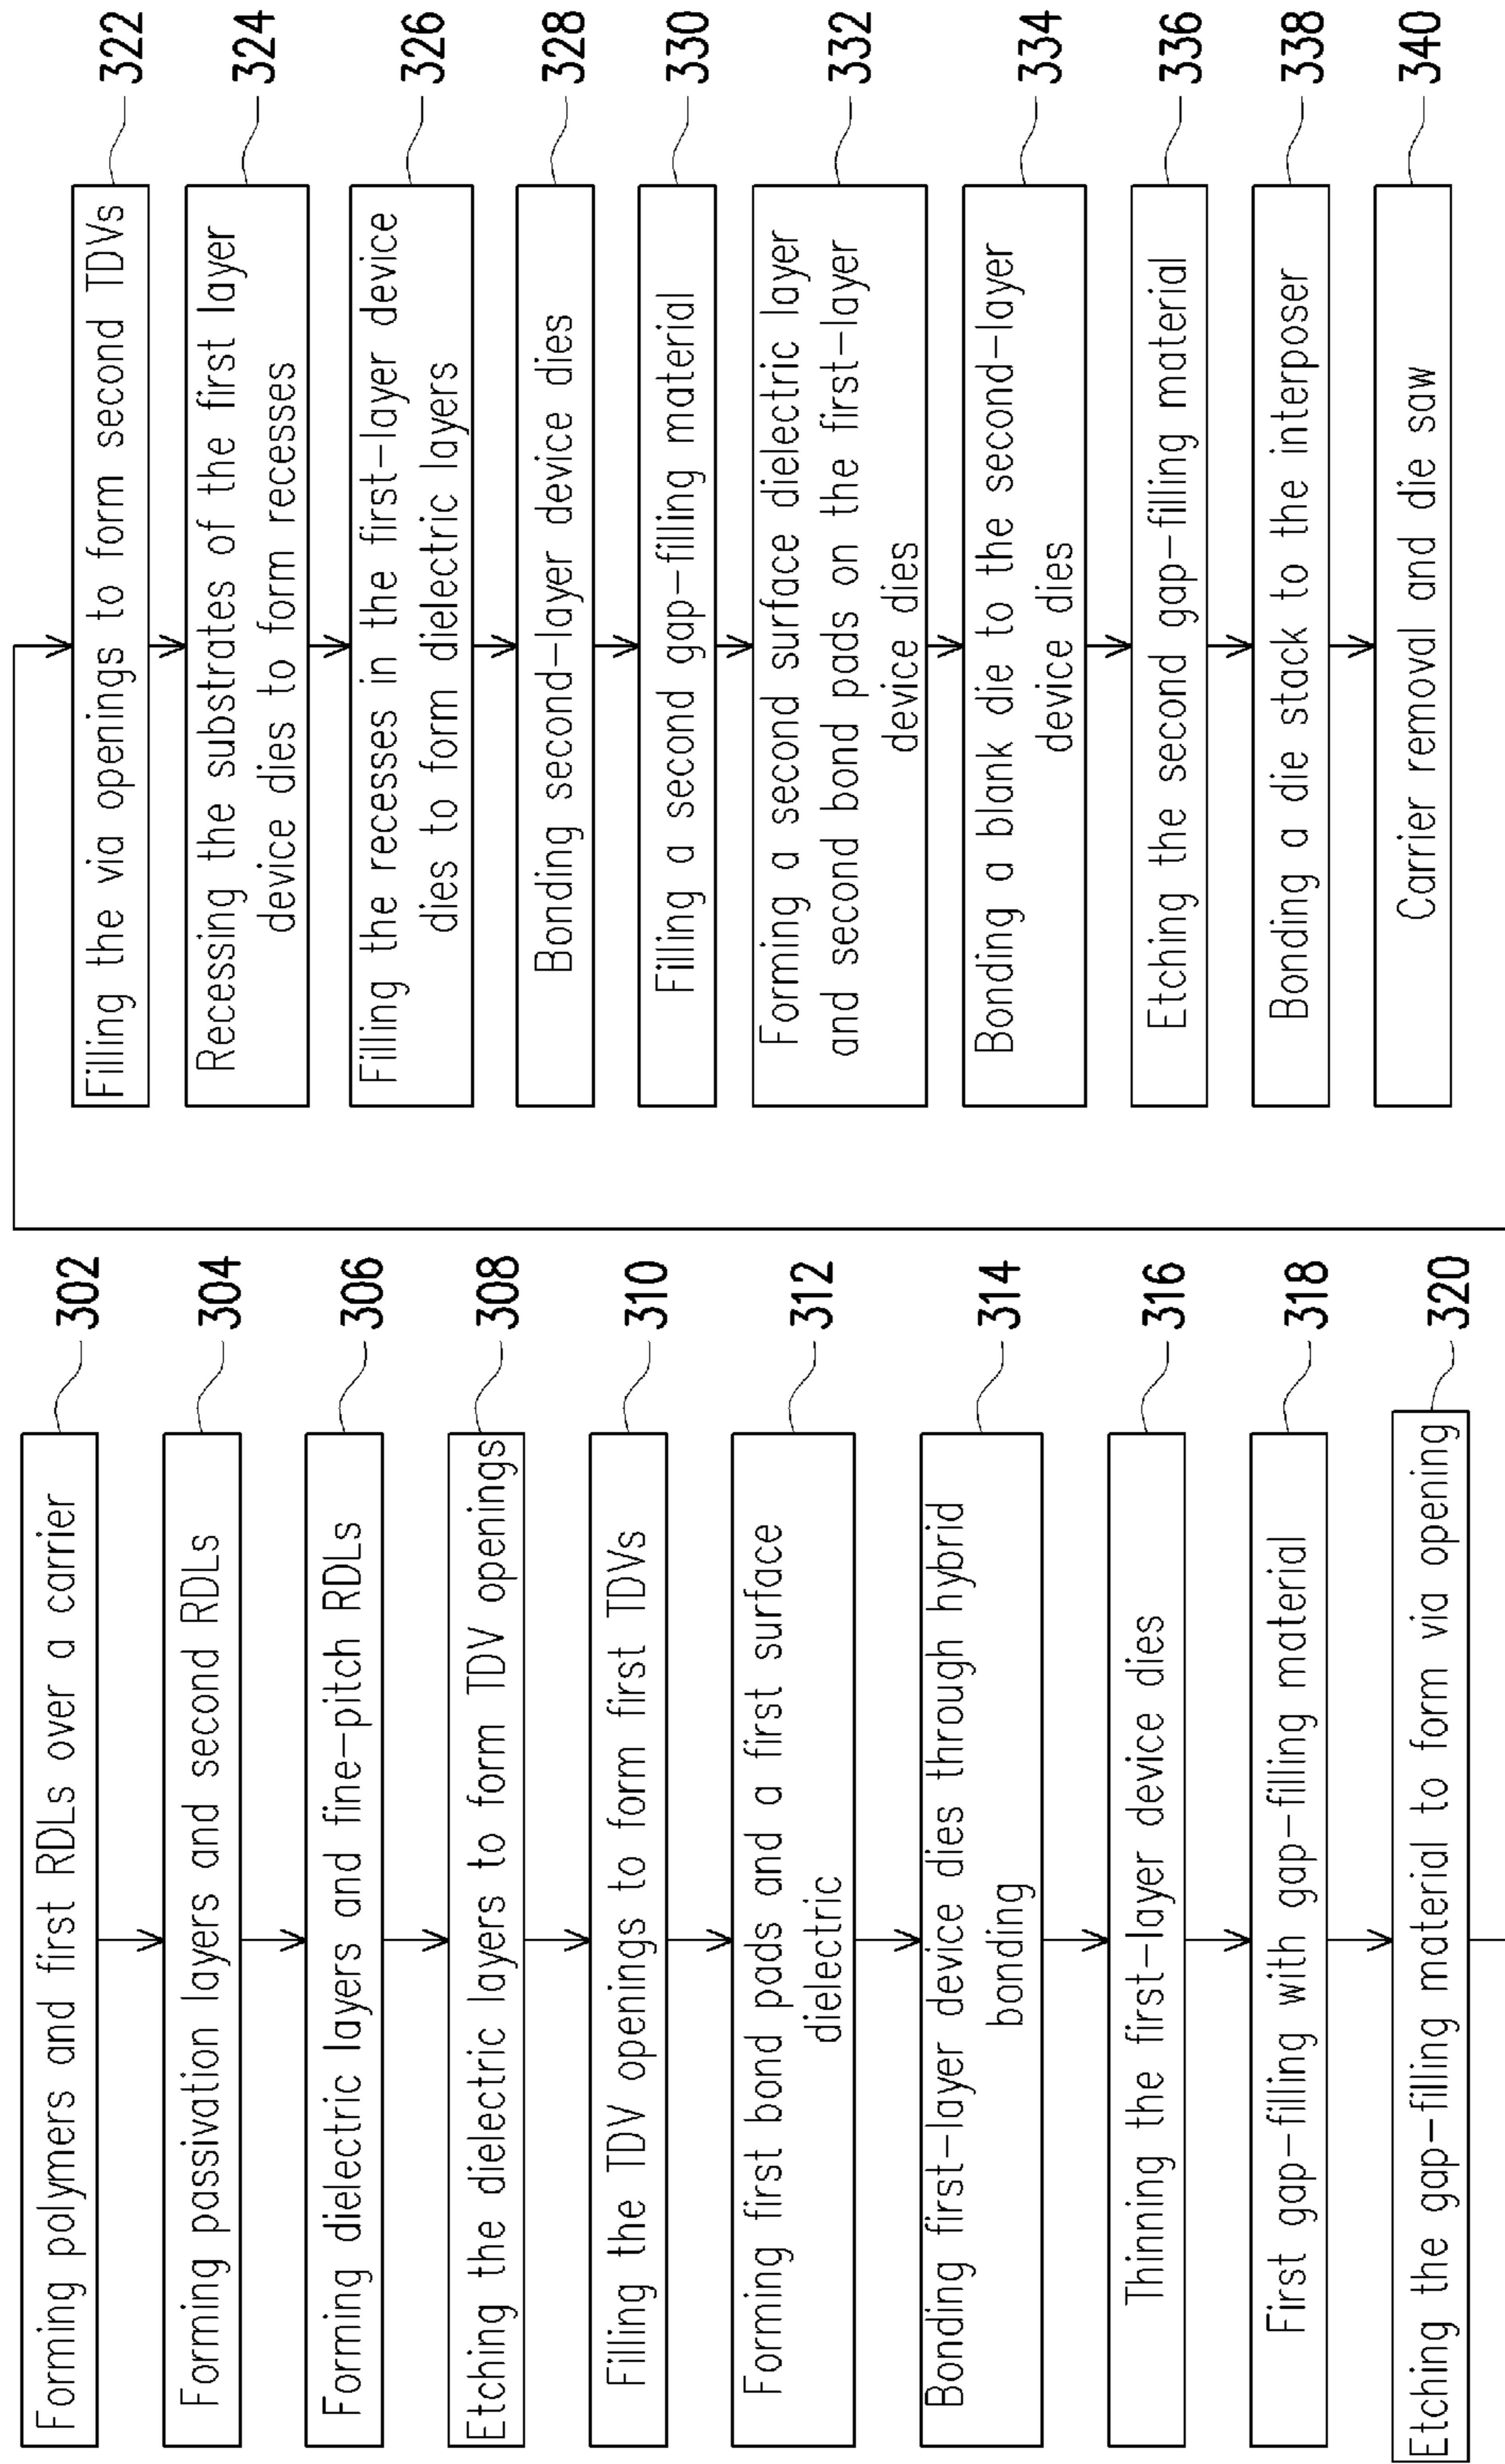 Forming polymers and first RDLs over a carrier
302
Forming passivation layers and second RDLs
304
Forming dielectric layers and fine-pitch RDLs
306
Etching the dielectric layers to form TDV openings
308
Filling the TDV openings to form first TDVs
310
Forming first bond pads and a first surface
dielectric
312
Bonding first-layer device dies through hybrid
bonding
314
Thinning the first-layer device dies
316
First gap-filling with gap-filling material
318
Etching the gap-filling material to form via opening
320
Filling the via openings to form second TDVs
322
Recessing the substrates of the first layer
device dies to form recesses
324
Filling the recesses in the first-layer device
dies to form dielectric layers
326
Bonding second-layer device dies
328
Filling a second gap-filling material
330
Forming a second surface dielectric layer
and second bond pads on the first-layer
device dies
332
Bonding a blank die to the second-layer
device dies
334
Etching the second gap-filling material
336
Bonding a die stack to the interposer
338
Carrier removal and die saw
340